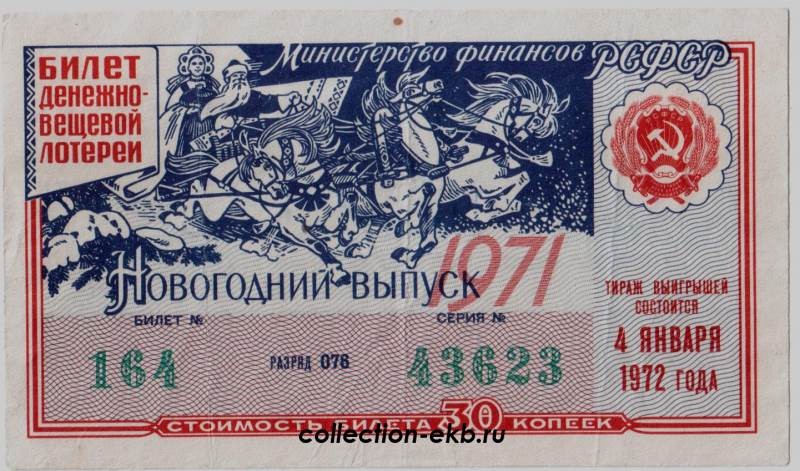 Министерство финансов РСФСР
БИЛЕТ
ДЕНЕЖНО-
ВЕЩЕВОЙ
ЛОТЕРЕИ
НОВОГОДНИЙ ВЫПУСК 1971
БИЛЕТ № СЕРИЯ №
164 РАЗРЯД 076 43623
ТИРАЖ ВЫИГРЫШЕЙ
СОСТОИТСЯ
4 ЯНВАРЯ
1972 ГОДА
СТОИМОСТЬ БИЛЕТА 30 КОПЕЕК
collection-ekb.ru